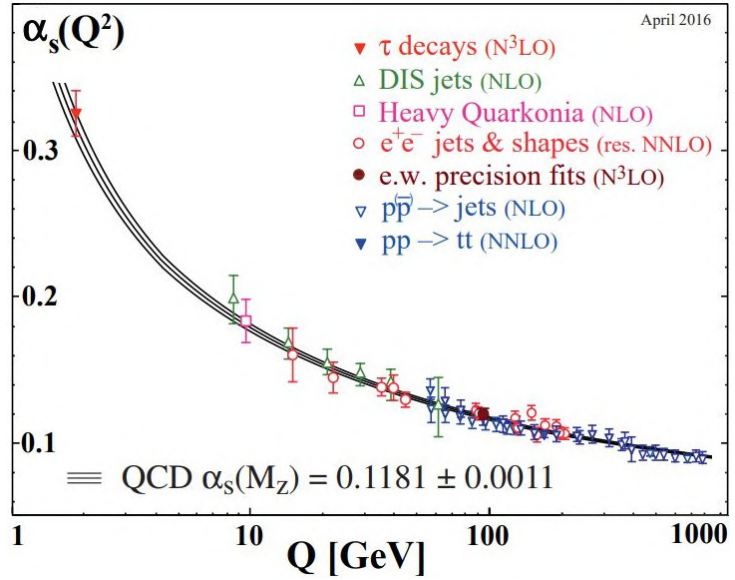 April 2016
αs(Q²)
τ decays (N³LO)
DIS jets (NLO)
Heavy Quarkonia (NLO)
e⁺e⁻ jets & shapes (res. NNLO)
e.w. precision fits (N³LO)
p(p̅) –> jets (NLO)
pp –> tt (NNLO)
0.3
0.2
0.1
QCD αs(Mz) = 0.1181 ± 0.0011
1 10 100 1000
Q [GeV]